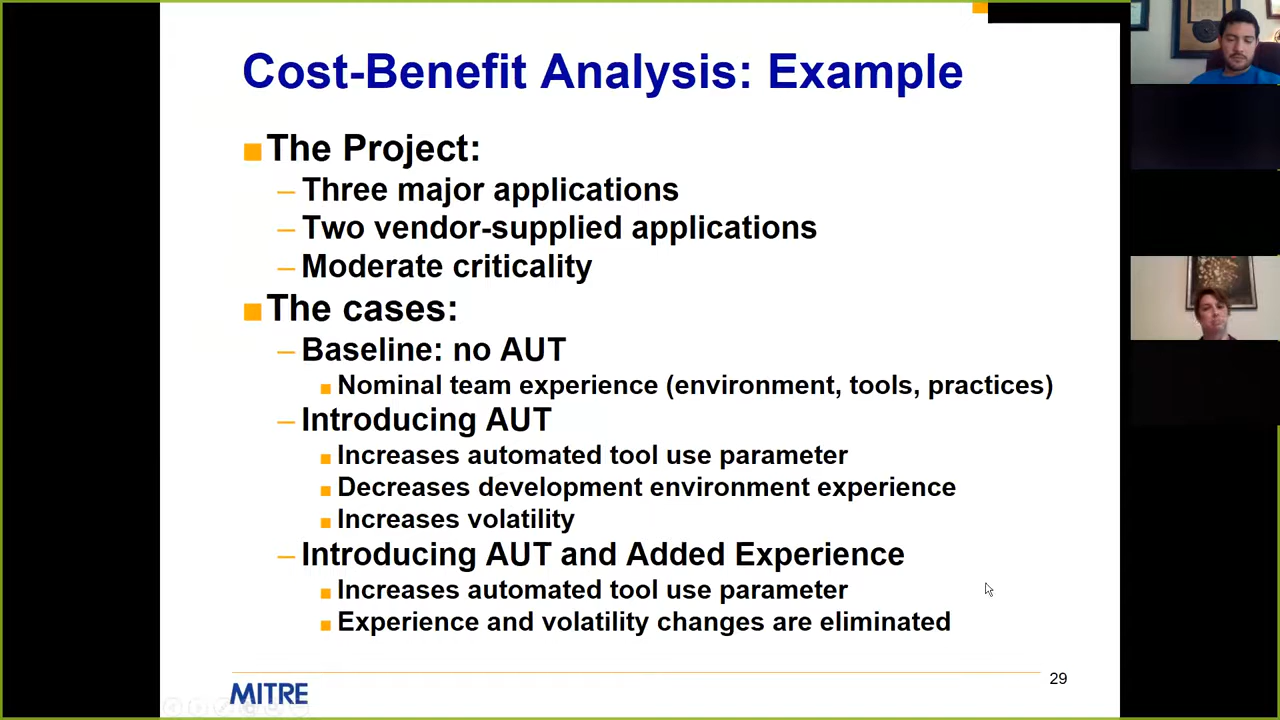 Cost-Benefit Analysis: Example
The Project:
– Three major applications
– Two vendor-supplied applications
– Moderate criticality
The cases:
– Baseline: no AUT
Nominal team experience (environment, tools, practices)
– Introducing AUT
Increases automated tool use parameter
Decreases development environment experience
Increases volatility
– Introducing AUT and Added Experience
Increases automated tool use parameter
Experience and volatility changes are eliminated
MITRE
29